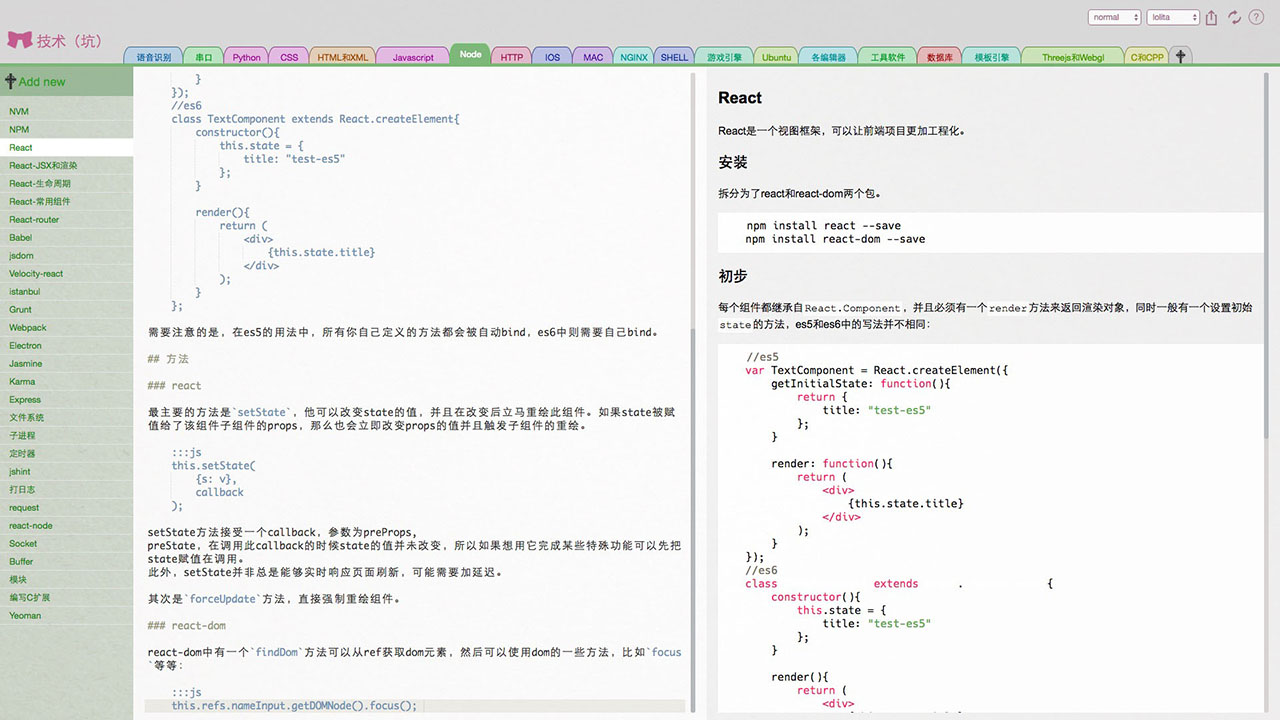 normal
lolita
?
技术（坑）
语音识别
串口
Python
CSS
HTML和XML
Javascript
Node
HTTP
IOS
MAC
NGINX
SHELL
游戏引擎
Ubuntu
各编辑器
工具软件
数据库
模板引擎
Threejs和Webgl
C和CPP
Add new
NVM
NPM
React
React-JSX和渲染
React-生命周期
React-常用组件
React-router
Babel
jsdom
Velocity-react
istanbul
Grunt
Webpack
Electron
Jasmine
Karma
Express
文件系统
子进程
定时器
jshint
打日志
request
react-node
Socket
Buffer
模块
编写C扩展
Yeoman
}
});
//es6
class TextComponent extends React.createElement{
constructor(){
this.state = {
title: "test-es5"
};
}
render(){
return (
<div>
{this.state.title}
</div>
);
}
};
需要注意的是，在es5的用法中，所有你自己定义的方法都会被自动bind，es6中则需要自己bind。
## 方法
### react
最主要的方法是`setState`，他可以改变state的值，并且在改变后立马重绘此组件。如果state被赋
值给了该组件子组件的props，那么也会立即改变props的值并且触发子组件的重绘。
:::js
this.setState(
{s: v},
callback
);
setState方法接受一个callback，参数为preProps,
preState，在调用此callback的时候state的值并未改变，所以如果想用它完成某些特殊功能可以先把
state赋值在调用。
此外，setState并非总是能够实时响应页面刷新，可能需要加延迟。
其次是`forceUpdate`方法，直接强制重绘组件。
### react-dom
react-dom中有一个`findDom`方法可以从ref获取dom元素，然后可以使用dom的一些方法，比如`focus
`等等：
:::js
this.refs.nameInput.getDOMNode().focus();
React
React是一个视图框架，可以让前端项目更加工程化。
安装
拆分为了react和react-dom两个包。
npm install react --save
npm install react-dom --save
初步
每个组件都继承自React.Component，并且必须有一个render方法来返回渲染对象，同时一般有一个设置初始
state的方法，es5和es6中的写法并不相同：
//es5
var TextComponent = React.createElement({
getInitialState: function(){
return {
title: "test-es5"
};
}
render: function(){
return (
<div>
{this.state.title}
</div>
);
}
});
//es6
class extends . {
constructor(){
this.state = {
title: "test-es5"
};
}
render(){
return (
<div>